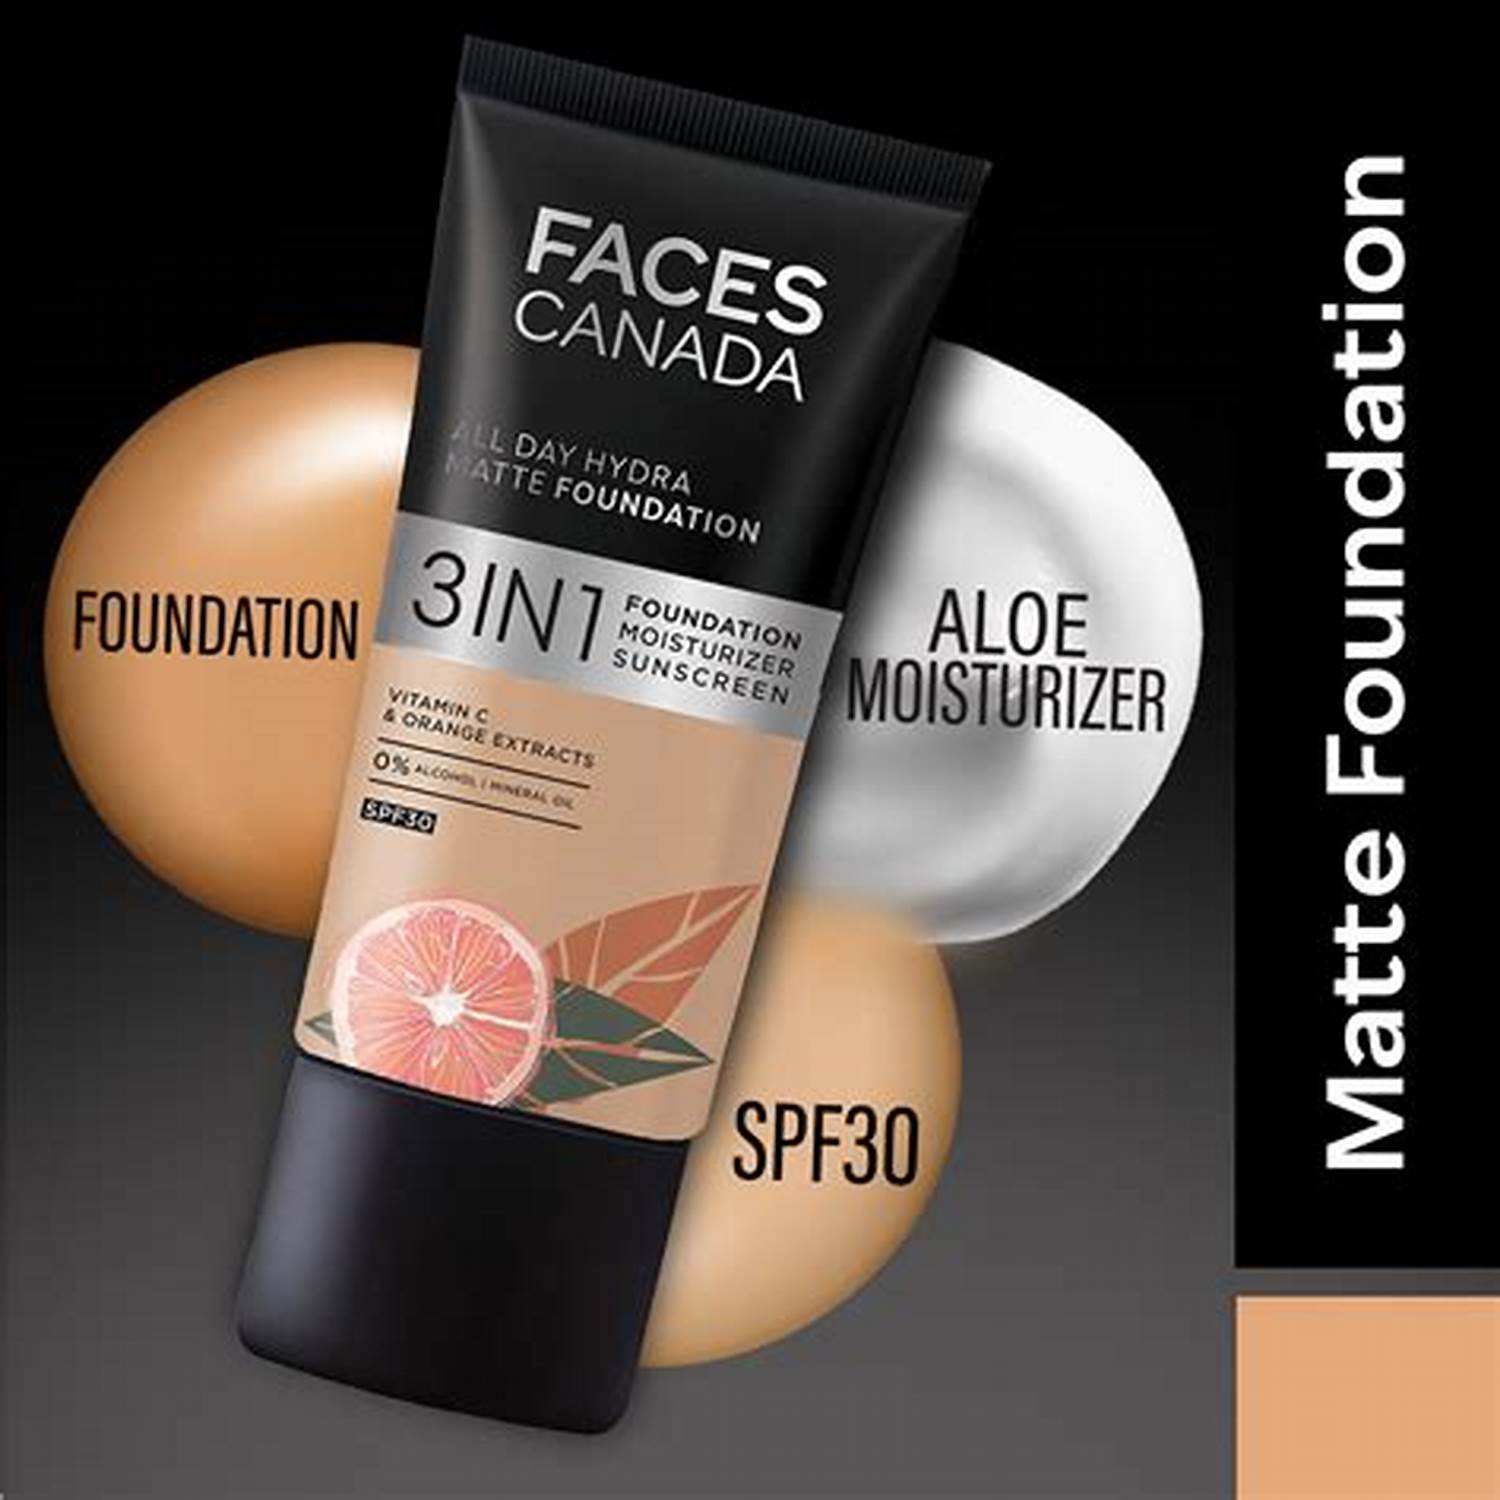 FACES
CANADA
ALL DAY HYDRA
MATTE FOUNDATION
3IN1
FOUNDATION
MOISTURIZER
SUNSCREEN
VITAMIN C
& ORANGE EXTRACTS
0% ALCOHOL | MINERAL OIL
SPF30
FOUNDATION
ALOE
MOISTURIZER
SPF30
Matte Foundation